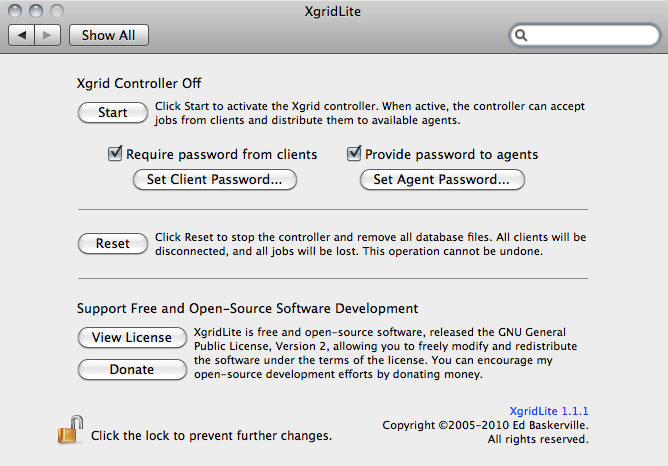 XgridLite
Show All
Xgrid Controller Off
Start
Click Start to activate the Xgrid controller. When active, the controller can accept
jobs from clients and distribute them to available agents.
Require password from clients
Provide password to agents
Set Client Password...
Set Agent Password...
Reset
Click Reset to stop the controller and remove all database files. All clients will be
disconnected, and all jobs will be lost. This operation cannot be undone.
Support Free and Open-Source Software Development
View License
Donate
XgridLite is free and open-source software, released the GNU General
Public License, Version 2, allowing you to freely modify and redistribute
the software under the terms of the license. You can encourage my
open-source development efforts by donating money.
Click the lock to prevent further changes.
XgridLite 1.1.1
Copyright ©2005-2010 Ed Baskerville.
All rights reserved.